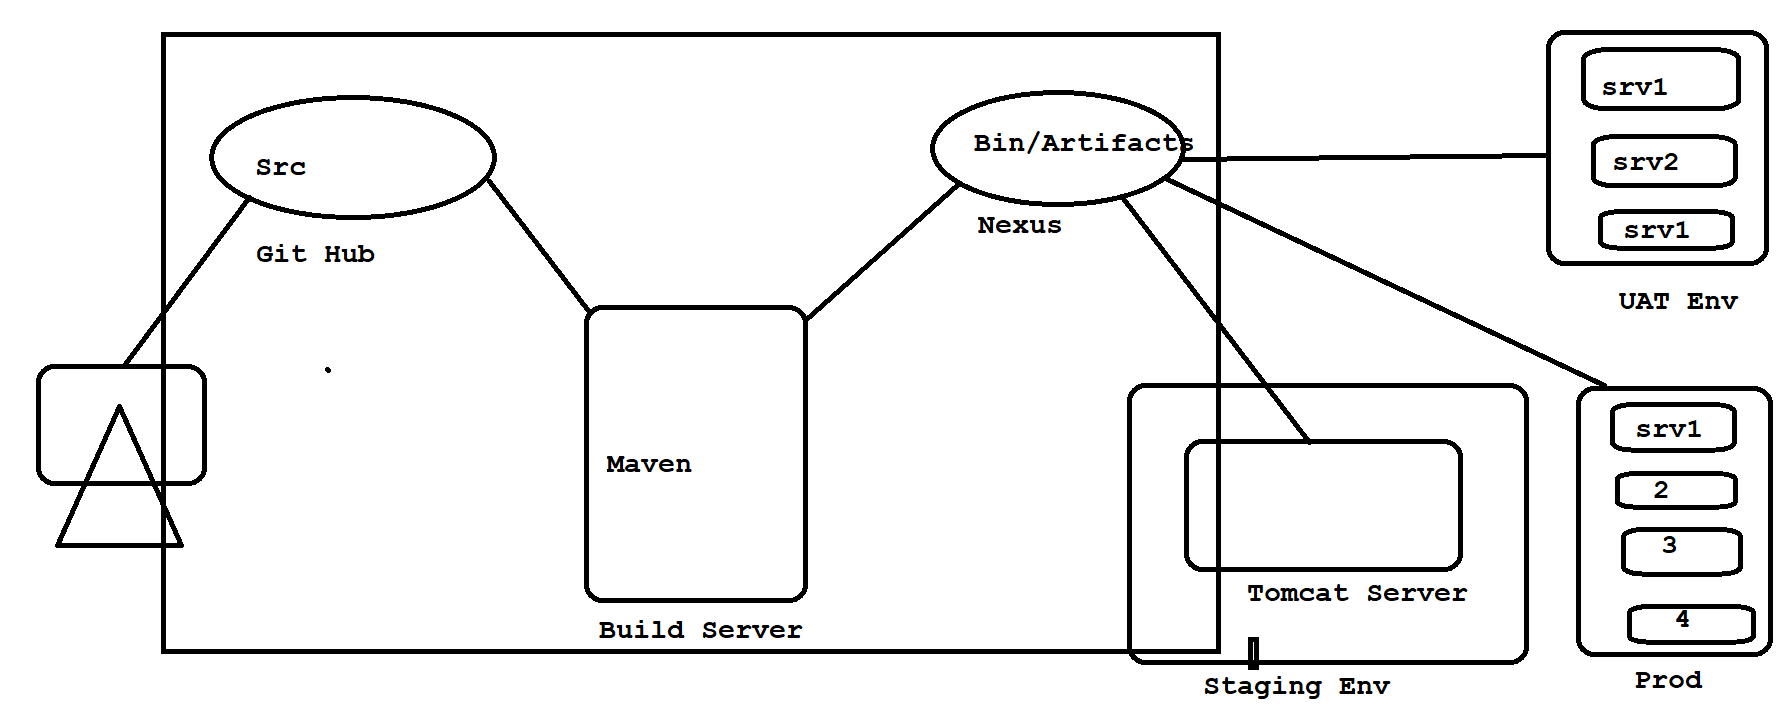 Src
Git Hub
Maven
Build Server
Bin/Artifacts
Nexus
Tomcat Server
Staging Env
srv1
srv2
srv1
UAT Env
srv1
2
3
4
Prod